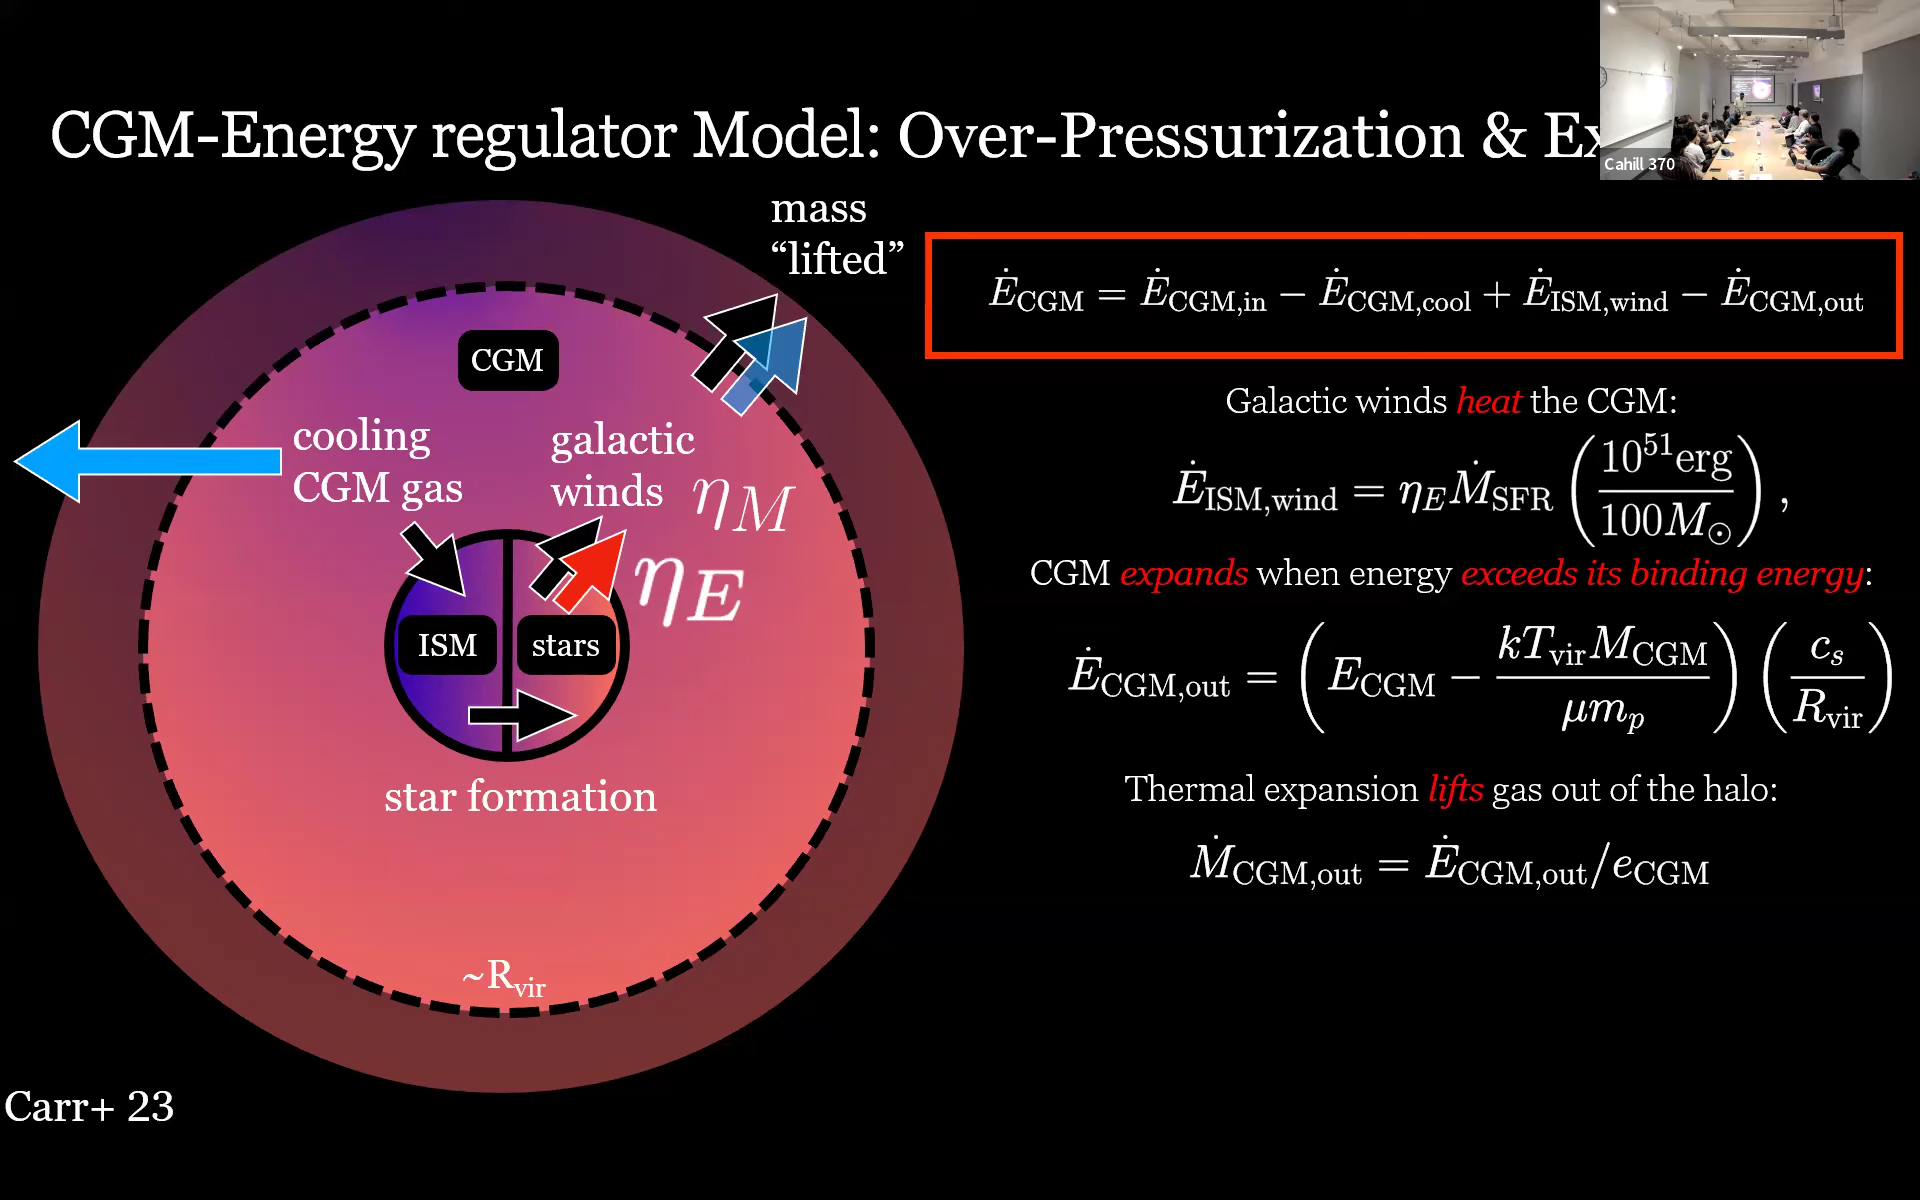 CGM-Energy regulator Model: Over-Pressurization &
Cahill 370
mass
“lifted”
CGM
cooling
CGM gas
galactic
winds η_M
η_E
ISM
stars
star formation
~R_vir
Carr+ 23
Ė_CGM = Ė_CGM,in − Ė_CGM,cool + Ė_ISM,wind − Ė_CGM,out
Galactic winds heat the CGM:
Ė_ISM,wind = η_E Ṁ_SFR (10^51 erg / 100M_⊙) ,
CGM expands when energy exceeds its binding energy:
Ė_CGM,out = (E_CGM − kT_vir M_CGM / μm_p) (c_s / R_vir)
Thermal expansion lifts gas out of the halo:
Ṁ_CGM,out = Ė_CGM,out/e_CGM